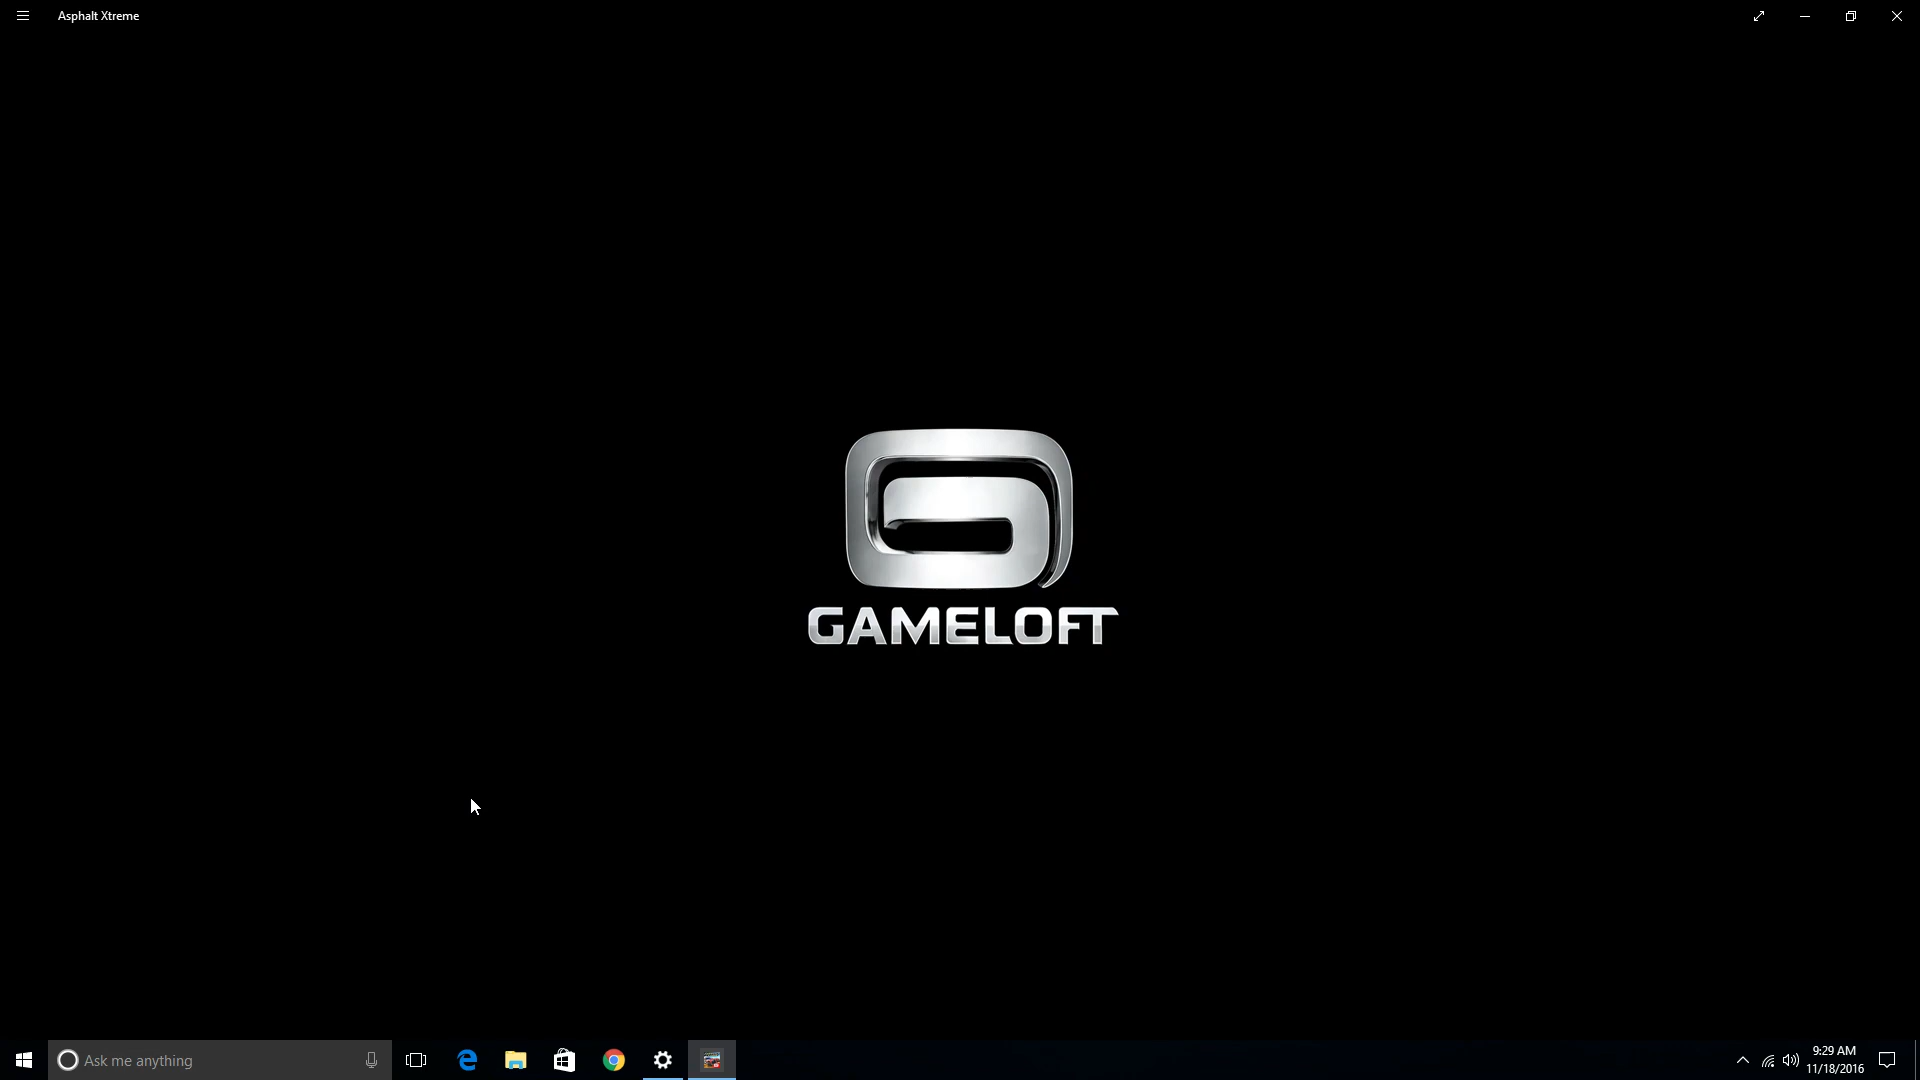 Asphalt Xtreme
GAMELOFT
Ask me anything
9:29 AM
11/18/2016